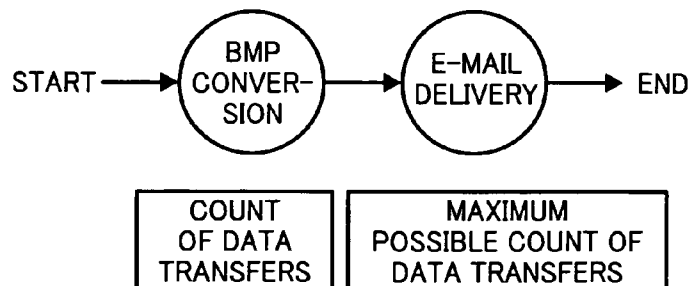 START
BMP
CONVER-
SION
E-MAIL
DELIVERY
END
COUNT
OF DATA
TRANSFERS
MAXIMUM
POSSIBLE COUNT OF
DATA TRANSFERS